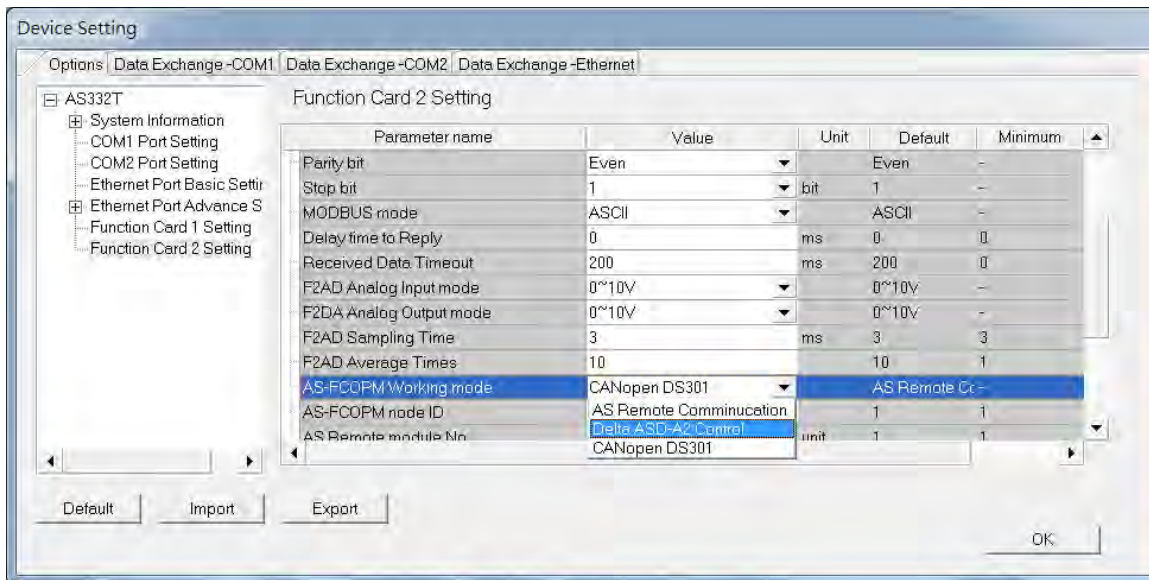 Device Setting
Options Data Exchange -COM1 Data Exchange -COM2 Data Exchange -Ethernet
AS332T
System Information
COM1 Port Setting
COM2 Port Setting
Ethernet Port Basic Settir
Ethernet Port Advance S
Function Card 1 Setting
Function Card 2 Setting
Function Card 2 Setting
Parameter name Value Unit Default Minimum
Parity bit Even Even -
Stop bit 1 bit 1 -
MODBUS mode ASCII ASCII -
Delay time to Reply 0 ms 0 0
Received Data Timeout 200 ms 200 0
F2AD Analog Input mode 0~10V 0~10V -
F2DA Analog Output mode 0~10V 0~10V -
F2AD Sampling Time 3 ms 3 3
F2AD Average Times 10 10 1
AS-FCOPM Working mode CANopen DS301 AS Remote Cc -
AS-FCOPM node ID AS Remote Comminucation 1 1
AS Remote module No Delta ASD-A2 Control unit 1 1
CANopen DS301
Default Import Export
OK